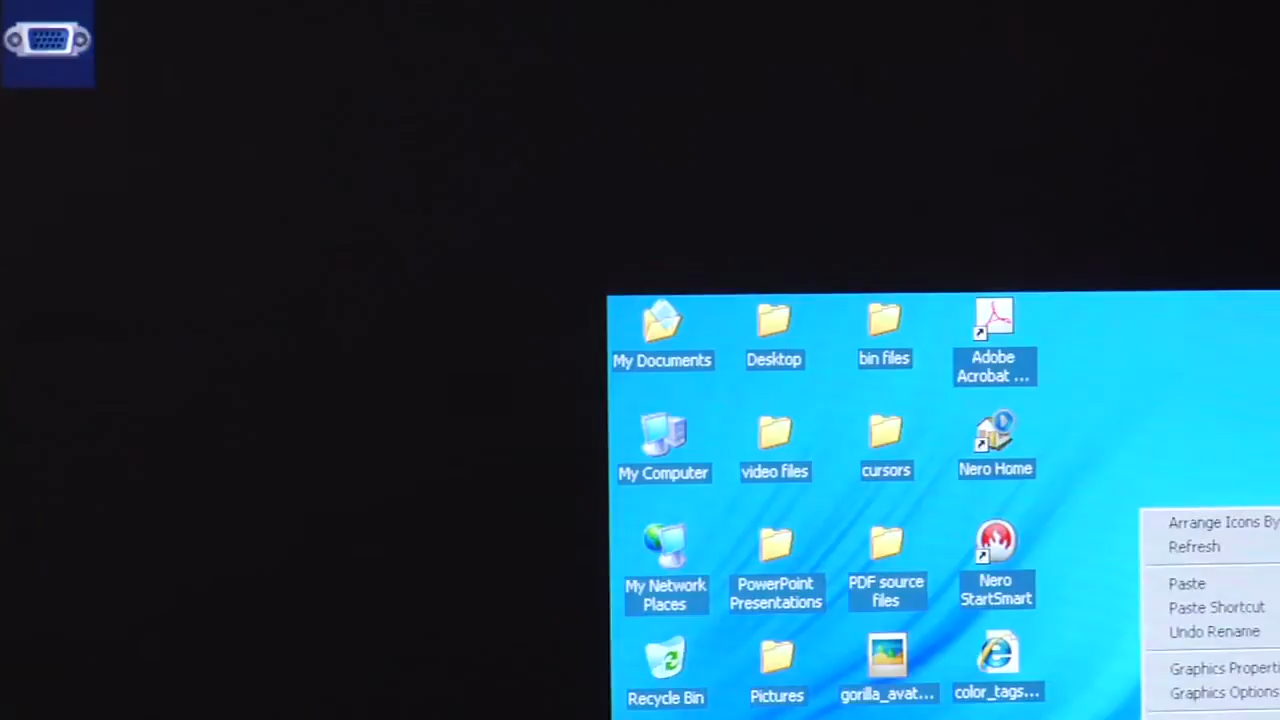 My Documents
Desktop
bin files
Adobe
Acrobat ...
My Computer
video files
cursors
Nero Home
My Network
Places
PowerPoint
Presentations
PDF source
files
Nero
StartSmart
Recycle Bin
Pictures
gorilla_avat...
color_tags...
Arrange Icons By
Refresh
Paste
Paste Shortcut
Undo Rename
Graphics Properti
Graphics Options